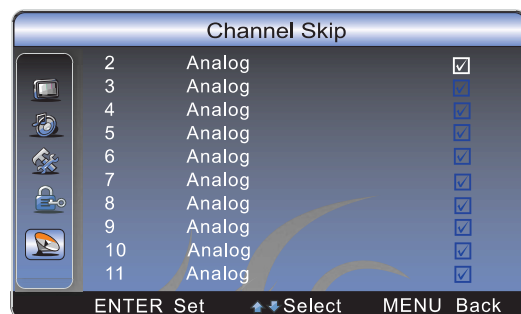 Channel Skip
2 Analog
3 Analog
4 Analog
5 Analog
6 Analog
7 Analog
8 Analog
9 Analog
10 Analog
11 Analog
ENTER Set Select MENU Back